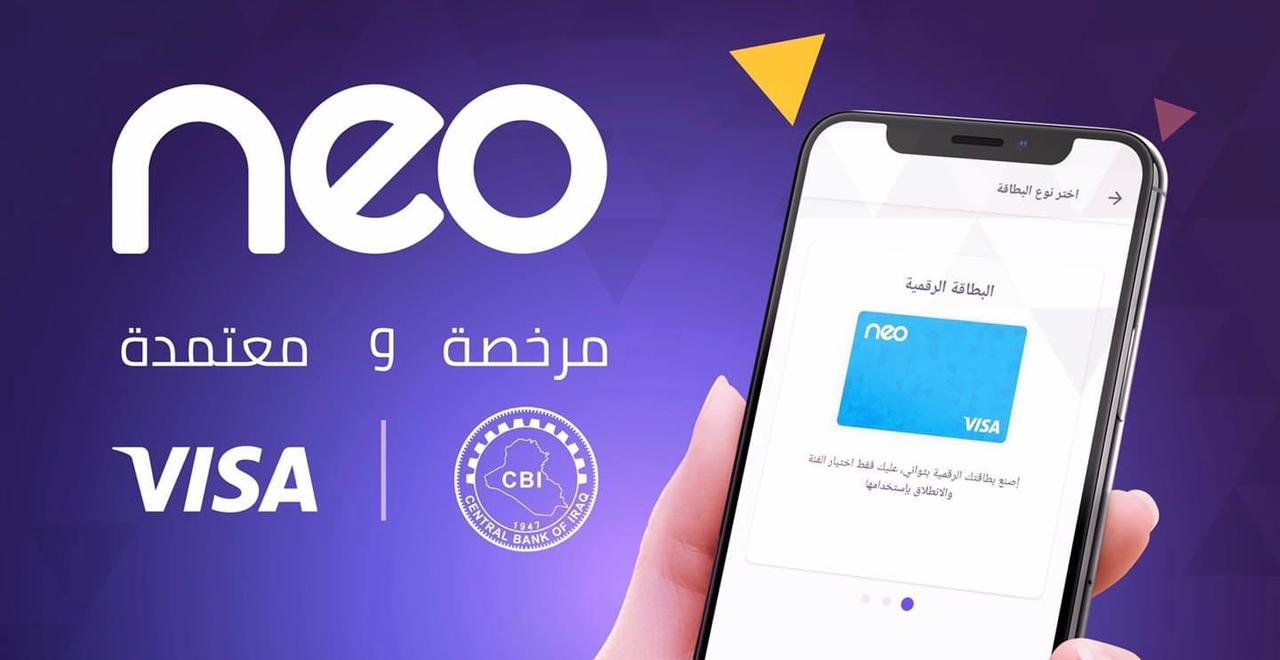 neo
مرخصة و معتمدة
VISA
CBI
1947
CENTRAL BANK OF IRAQ
اختر نوع البطاقة
البطاقة الرقمية
neo
VISA
إصنع بطاقتك الرقمية بثواني، عليك فقط اختيار الفئة
والانطلاق بإستخدامها